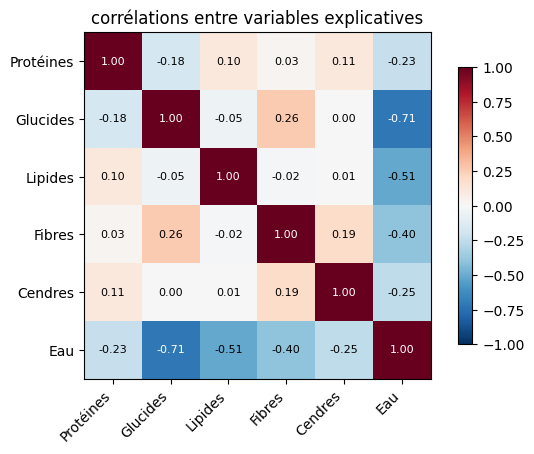 corrélations entre variables explicatives
Protéines 1.00 -0.18 0.10 0.03 0.11 -0.23
Glucides -0.18 1.00 -0.05 0.26 0.00 -0.71
Lipides 0.10 -0.05 1.00 -0.02 0.01 -0.51
Fibres 0.03 0.26 -0.02 1.00 0.19 -0.40
Cendres 0.11 0.00 0.01 0.19 1.00 -0.25
Eau -0.23 -0.71 -0.51 -0.40 -0.25 1.00
Protéines Glucides Lipides Fibres Cendres Eau
1.00
0.75
0.50
0.25
0.00
−0.25
−0.50
−0.75
−1.00